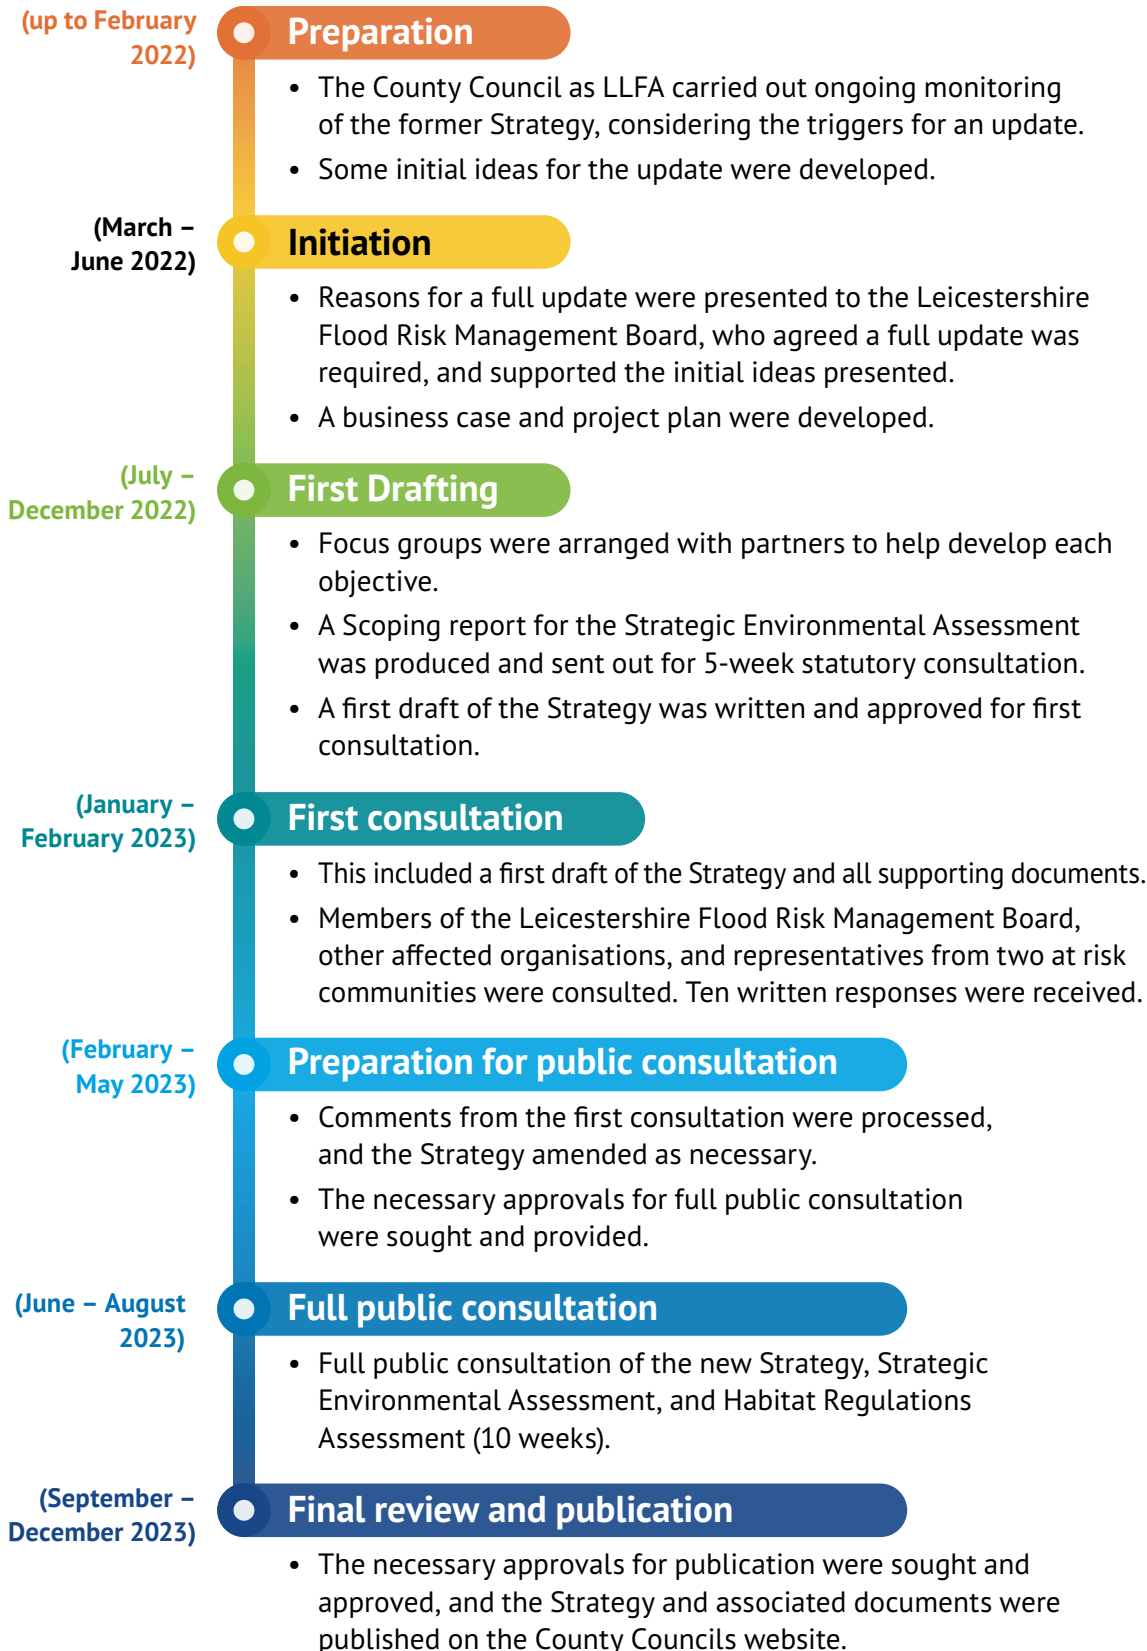 (up to February
2022)
Preparation
• The County Council as LLFA carried out ongoing monitoring
of the former Strategy, considering the triggers for an update.
• Some initial ideas for the update were developed.
(March –
June 2022)
Initiation
• Reasons for a full update were presented to the Leicestershire
Flood Risk Management Board, who agreed a full update was
required, and supported the initial ideas presented.
• A business case and project plan were developed.
(July –
December 2022)
First Drafting
• Focus groups were arranged with partners to help develop each
objective.
• A Scoping report for the Strategic Environmental Assessment
was produced and sent out for 5-week statutory consultation.
• A first draft of the Strategy was written and approved for first
consultation.
(January –
February 2023)
First consultation
• This included a first draft of the Strategy and all supporting documents.
• Members of the Leicestershire Flood Risk Management Board,
other affected organisations, and representatives from two at risk
communities were consulted. Ten written responses were received.
(February –
May 2023)
Preparation for public consultation
• Comments from the first consultation were processed,
and the Strategy amended as necessary.
• The necessary approvals for full public consultation
were sought and provided.
(June – August
2023)
Full public consultation
• Full public consultation of the new Strategy, Strategic
Environmental Assessment, and Habitat Regulations
Assessment (10 weeks).
(September –
December 2023)
Final review and publication
• The necessary approvals for publication were sought and
approved, and the Strategy and associated documents were
published on the County Councils website.